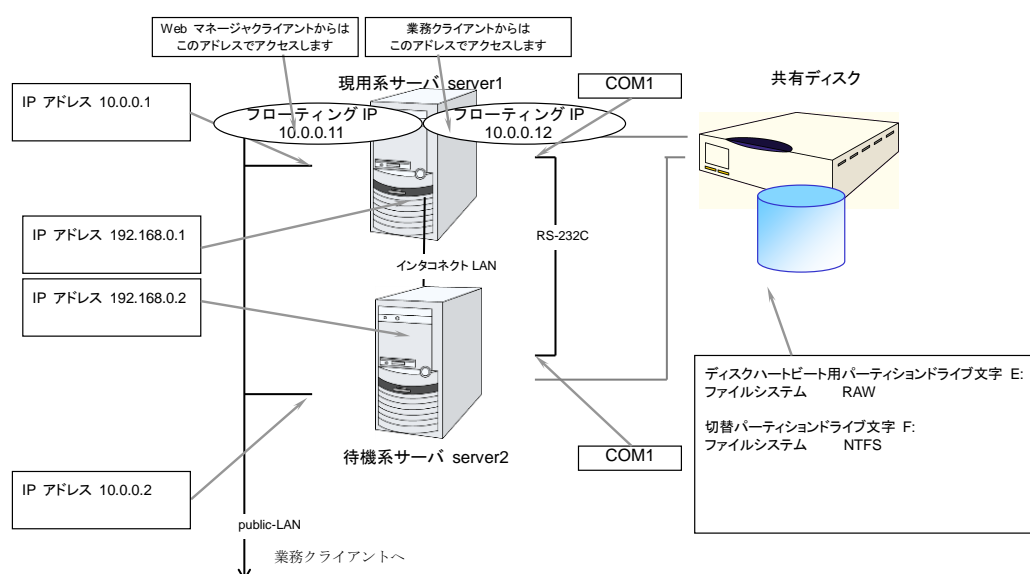 Web マネージャクライアントからは
このアドレスでアクセスします
業務クライアントからは
このアドレスでアクセスします
現用系サーバ server1
COM1
共有ディスク
IP アドレス 10.0.0.1
フローティング IP
10.0.0.11
フローティング IP
10.0.0.12
IP アドレス 192.168.0.1
RS-232C
インタコネクト LAN
IP アドレス 192.168.0.2
ディスクハートビート用パーティションドライブ文字 E:
ファイルシステム RAW
切替パーティションドライブ文字 F:
ファイルシステム NTFS
待機系サーバ server2
COM1
IP アドレス 10.0.0.2
public-LAN
業務クライアントへ